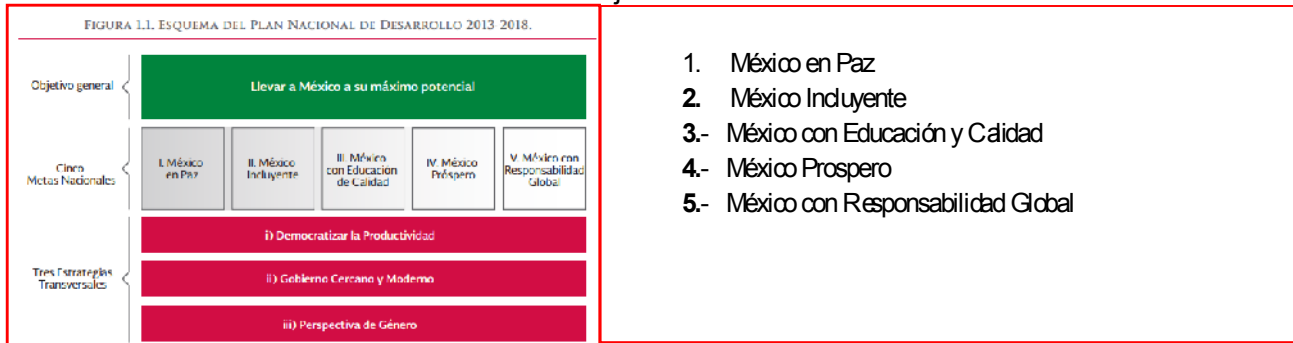 FIGURA 1.1. ESQUEMA DEL PLAN NACIONAL DE DESARROLLO 2013-2018.
Objetivo general
Llevar a México a su máximo potencial
Cinco
Metas Nacionales
I. México
en Paz
II. México
Incluyente
III. México
con Educación
de Calidad
IV. México
Próspero
V. México con
Responsabilidad
Global
Tres Estrategias
Transversales
i) Democratizar la Productividad
ii) Gobierno Cercano y Moderno
iii) Perspectiva de Género
1. México en Paz
2. México Incluyente
3.- México con Educación y Calidad
4.- México Prospero
5.- México con Responsabilidad Global